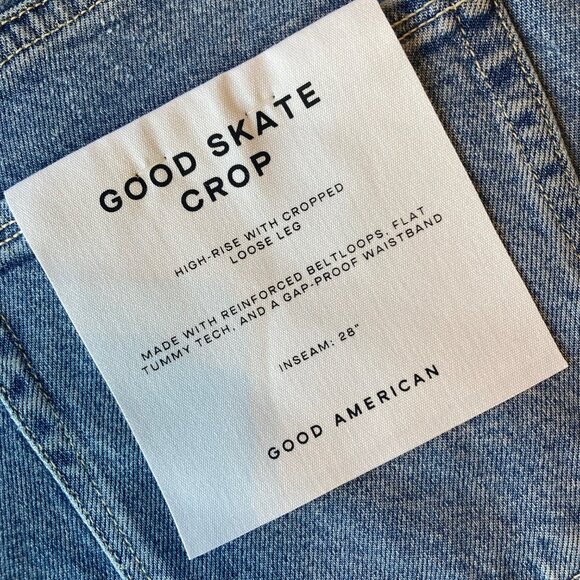 GOOD SKATE
CROP
HIGH-RISE WITH CROPPED
LOOSE LEG
MADE WITH REINFORCED BELTLOOPS, FLAT
TUMMY TECH, AND A GAP-PROOF WAISTBAND
INSEAM: 28"
GOOD AMERICAN